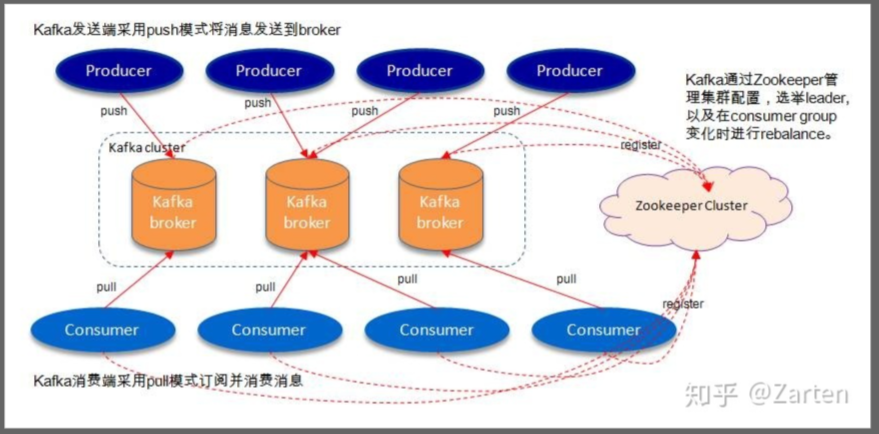 Kafka发送端采用push模式将消息发送到broker
Producer
Producer
Producer
Producer
Kafka通过Zookeeper管
理集群配置，选举leader,
以及在consumer group
变化时进行rebalance。
push
push
push
push
Kafka cluster
register
Kafka
broker
Kafka
broker
Kafka
broker
Zookeeper Cluster
pull
pull
pull
pull
register
Consumer
Consumer
Consumer
Consumer
Kafka消费端采用poll模式订阅并消费消息
知乎 @Zarten